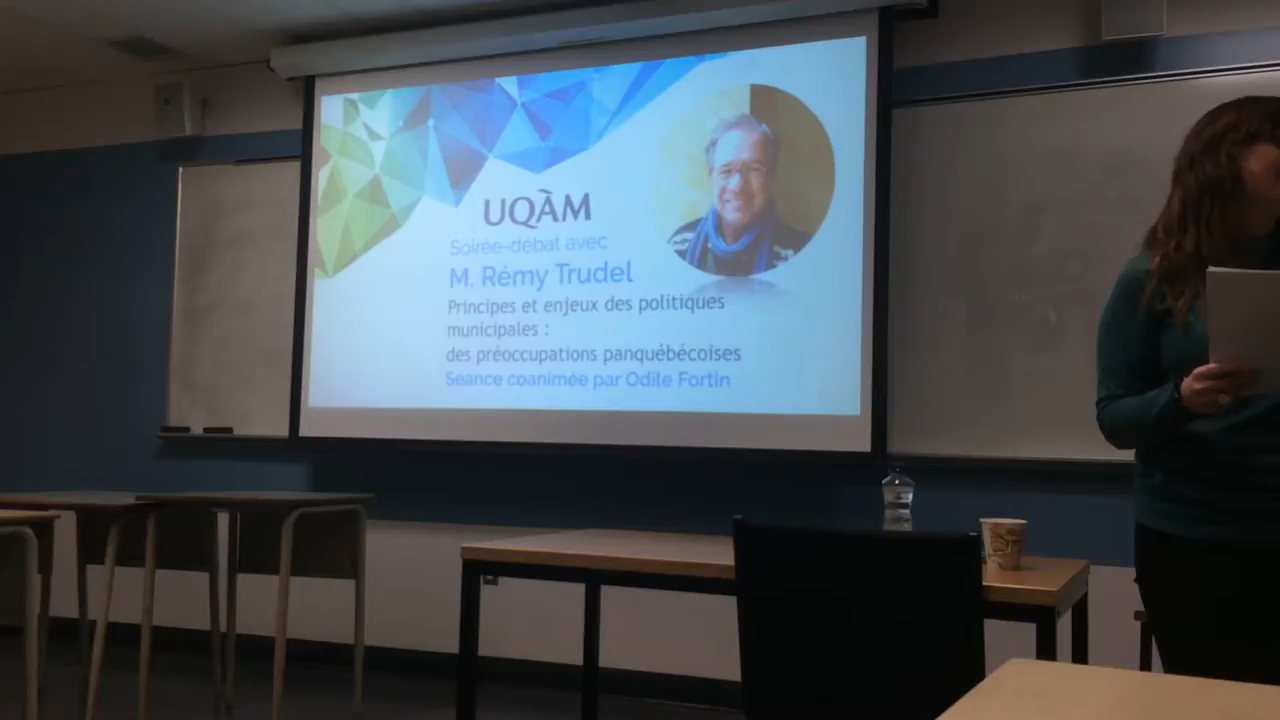 UQÀM
Soirée-débat avec
M. Rémy Trudel
Principes et enjeux des politiques
municipales :
des préoccupations panquébécoises
Séance coanimée par Odile Fortin